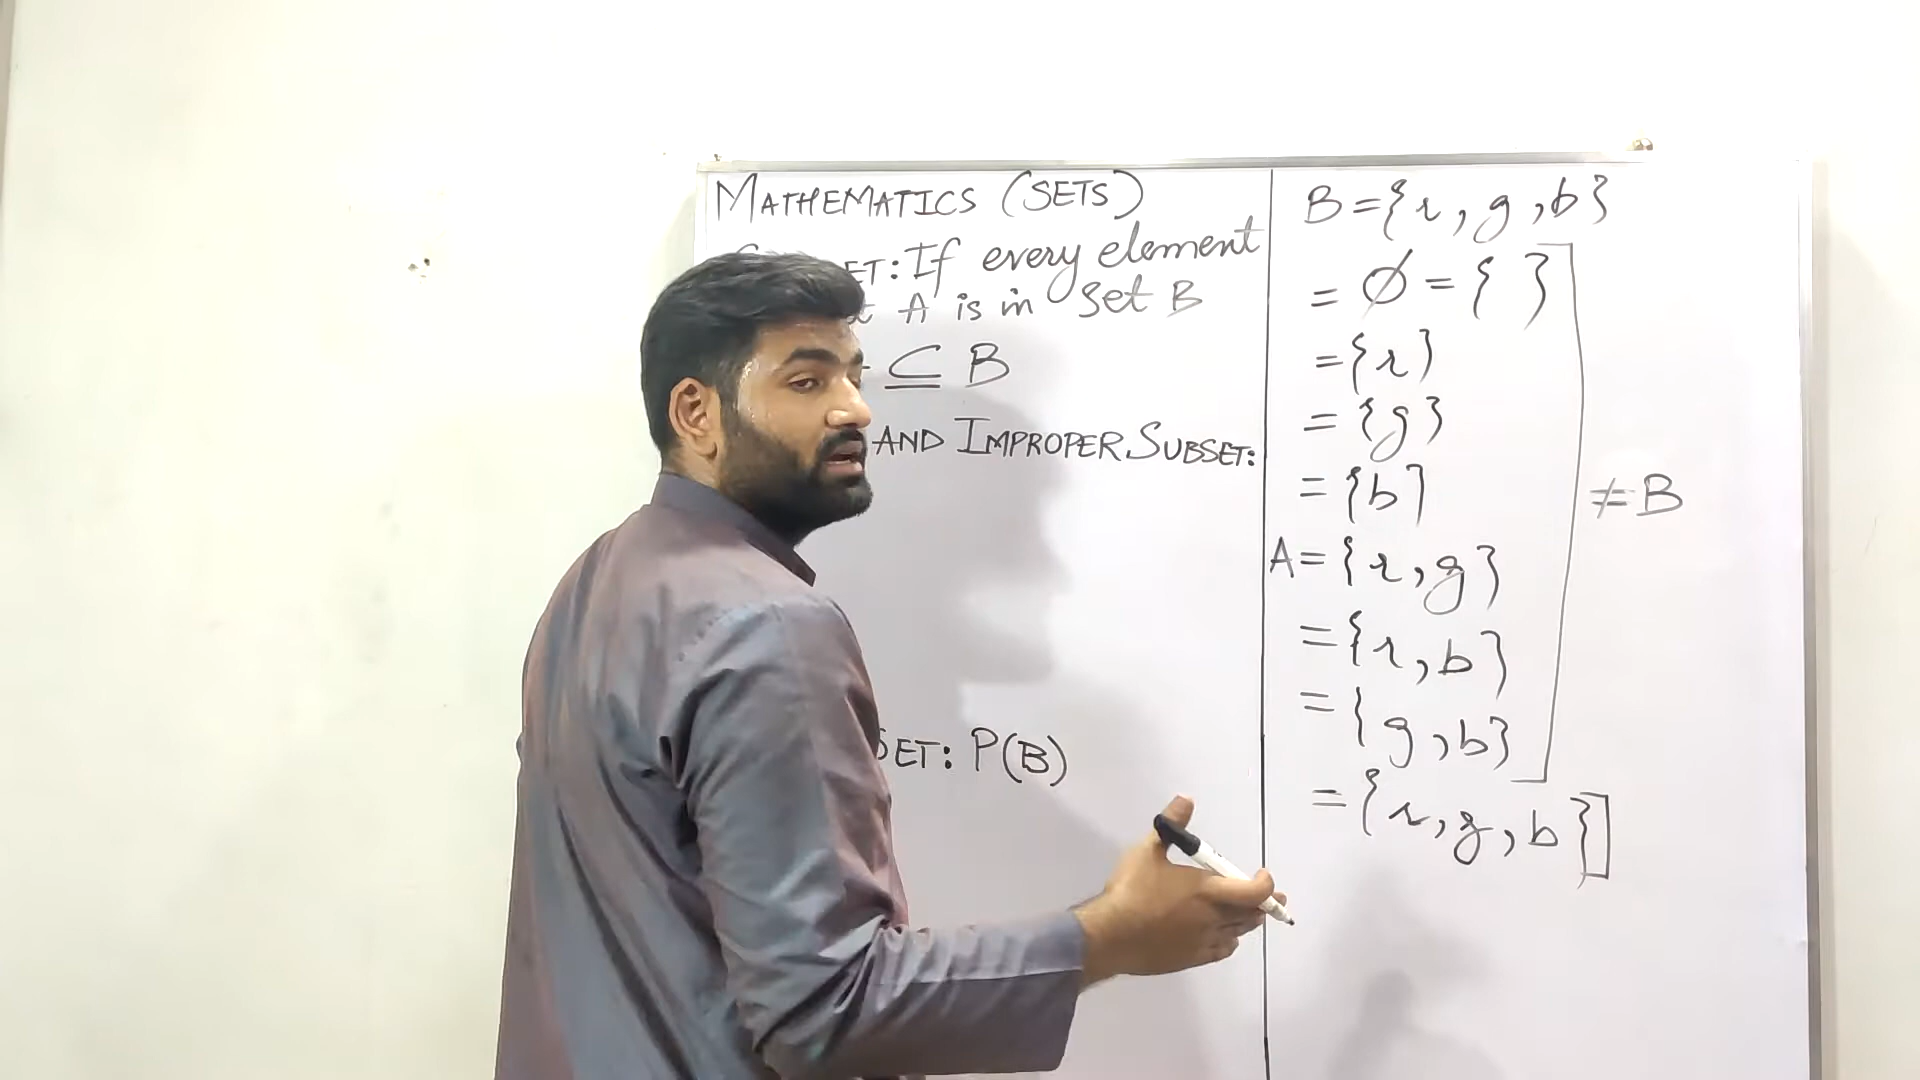 MATHEMATICS (SETS)
ET: If every element
A is in Set B
⊆ B
AND IMPROPER SUBSET:
SET: P(B)
B = {r, g, b}
= Ø = { }
= {r}
= {g}
= {b}
≠ B
A = {r, g}
= {r, b}
= {g, b}
= {r, g, b}]